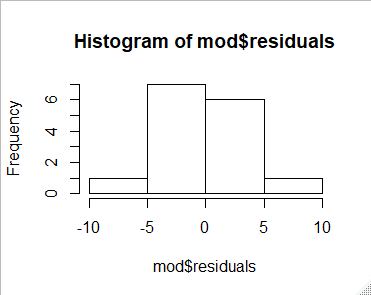 Histogram of mod$residuals
Frequency
6
4
2
0
-10 -5 0 5 10
mod$residuals